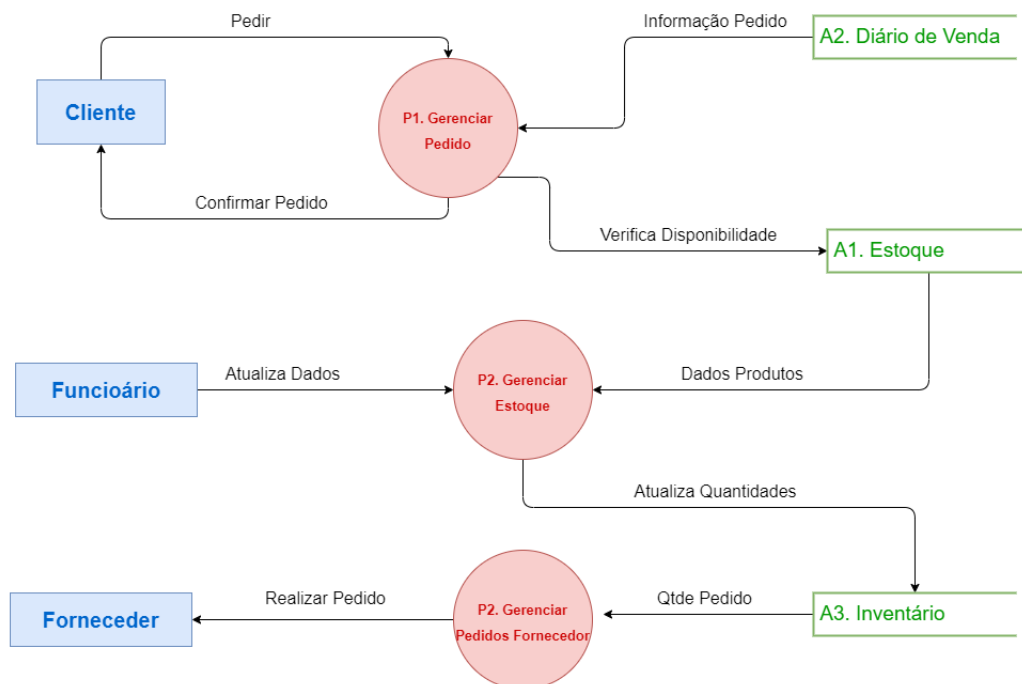 Pedir
Informação Pedido
A2. Diário de Venda
Cliente
P1. Gerenciar
Pedido
Confirmar Pedido
Verifica Disponibilidade
A1. Estoque
Funcioário
Atualiza Dados
P2. Gerenciar
Estoque
Dados Produtos
Atualiza Quantidades
Forneceder
Realizar Pedido
P2. Gerenciar
Pedidos Fornecedor
Qtde Pedido
A3. Inventário